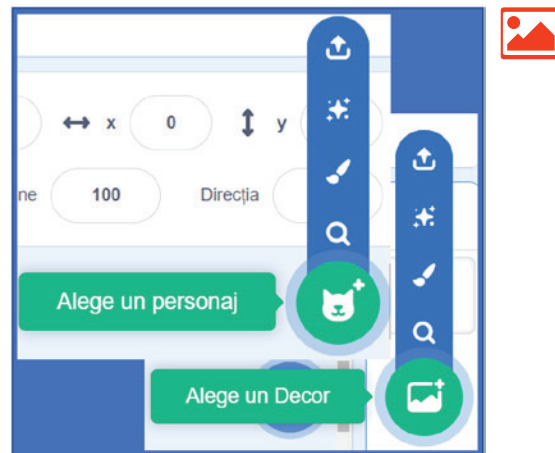 x 0 y
ne 100 Direcția
Alege un personaj
Alege un Decor